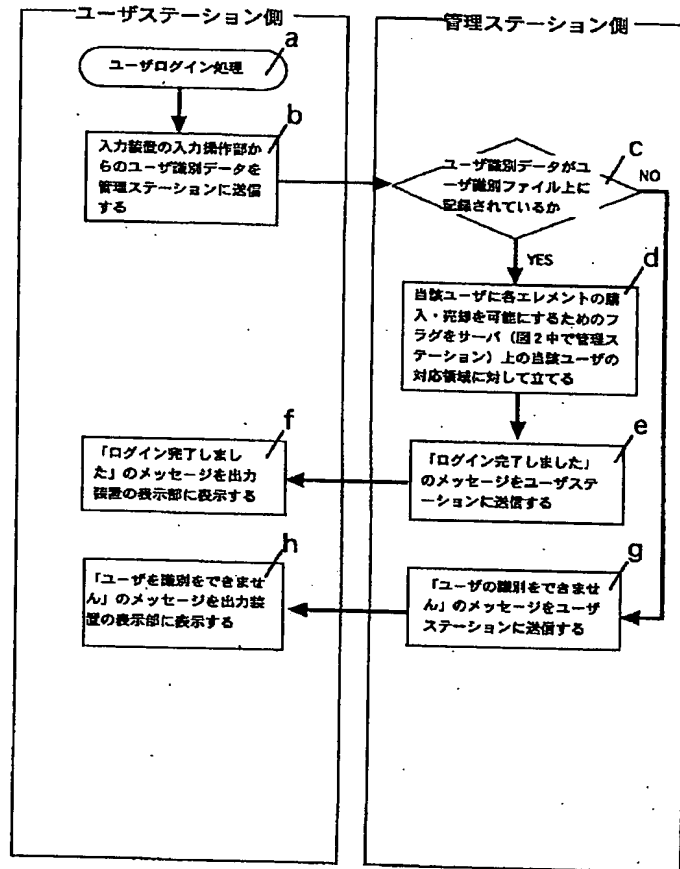 ユーザステーション側
管理ステーション側
a
ユーザログイン処理
b
入力装置の入力操作部か
らのユーザ識別データを
管理ステーションに送信
する
c
ユーザ識別データがユ
ーザ識別ファイル上に
記録されているか
NO
YES
d
当該ユーザに各エレメントの購
入・売却を可能にするためのフ
ラグをサーバ(図2中で管理ス
テーション)上の当該ユーザの
対応領域に対して立てる
e
「ログイン完了しました」
のメッセージをユーザステ
ーションに送信する
f
「ログイン完了しまし
た」のメッセージを出力
装置の表示部に表示する
g
「ユーザの識別をできません」
のメッセージをユーザ
ステーションに送信する
h
「ユーザを識別をできませ
ん」のメッセージを出力装
置の表示部に表示する